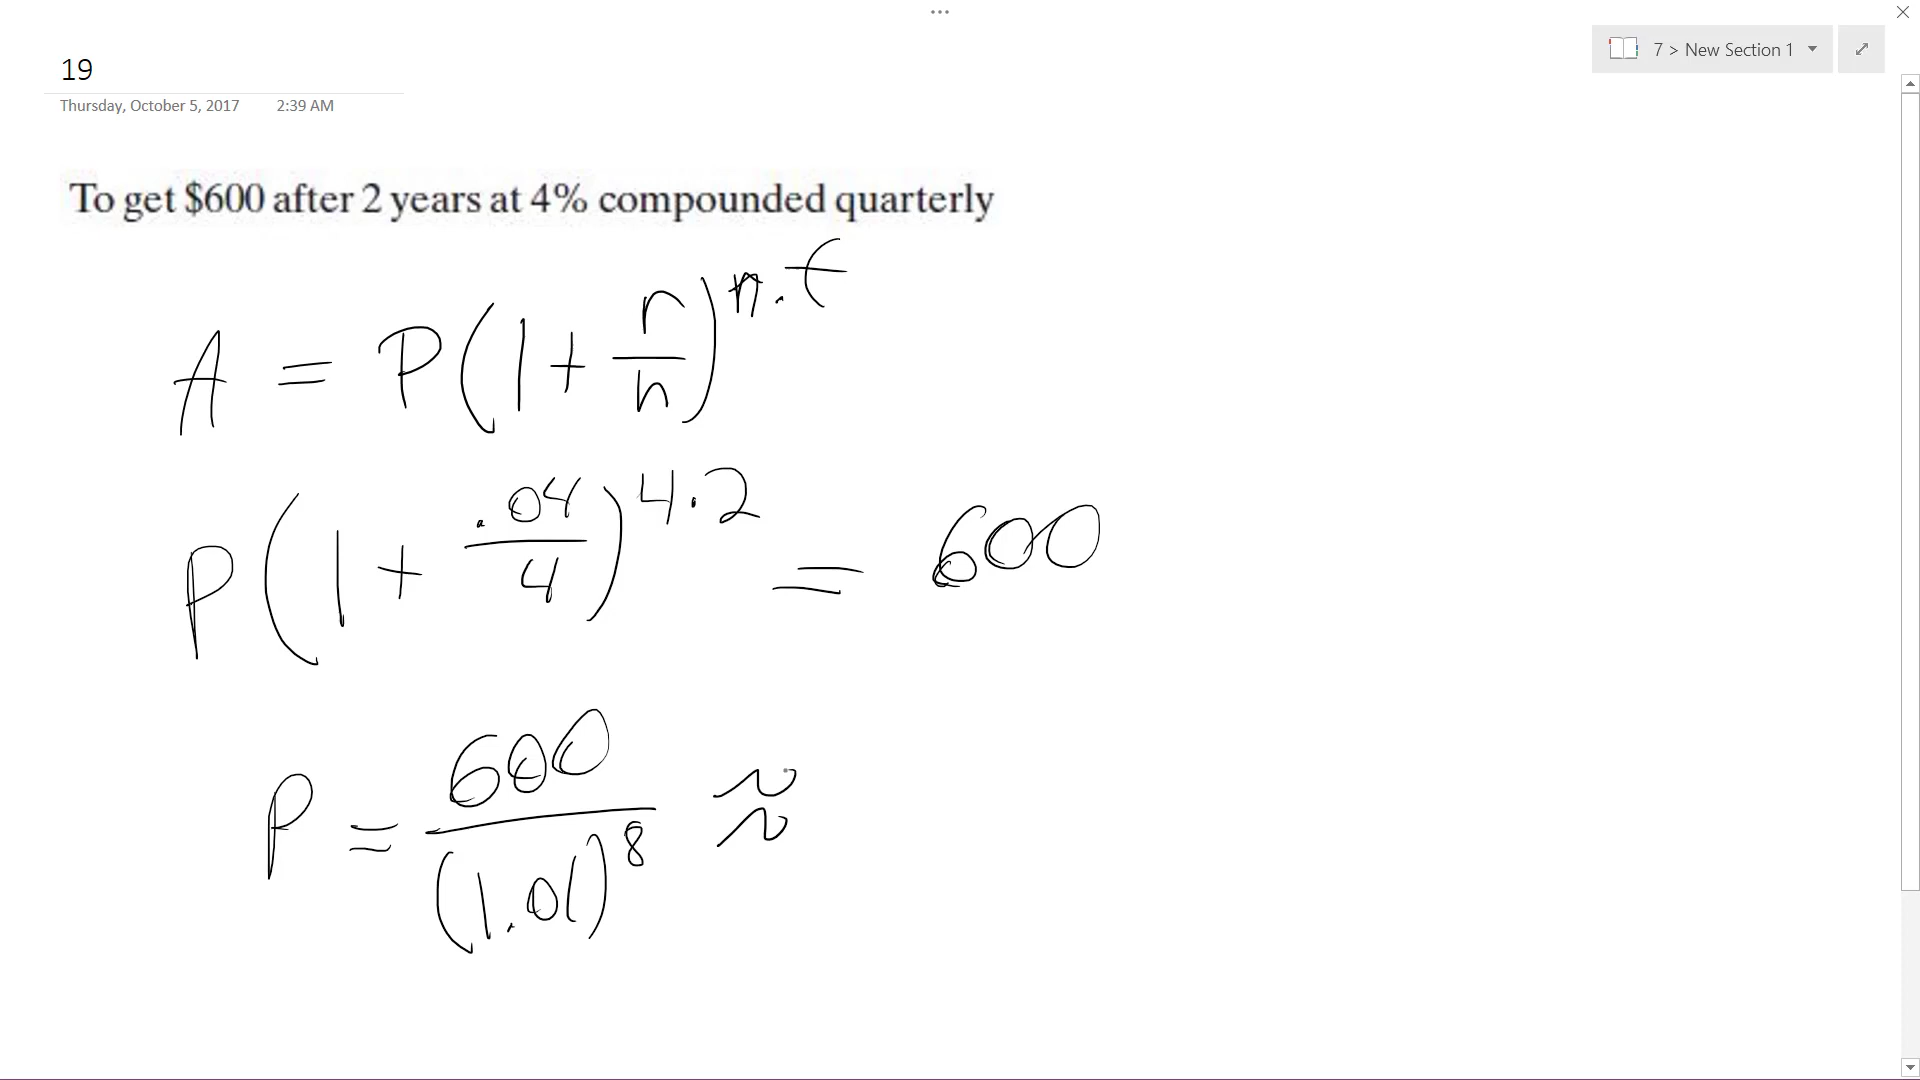 ...
7 > New Section 1
19
Thursday, October 5, 2017 2:39 AM
To get $600 after 2 years at 4% compounded quarterly
A = P(1 + r/n)^n.t
P(1 + .04/4)^4.2 = 600
P = 600/(1.01)^8 ≈